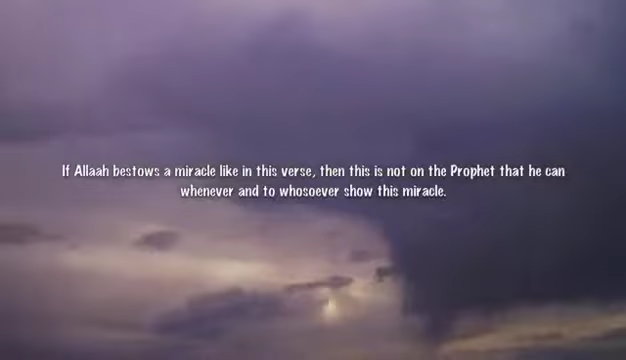 If Allaah bestows a miracle like in this verse, then this is not on the Prophet that he can
whenever and to whosoever show this miracle.